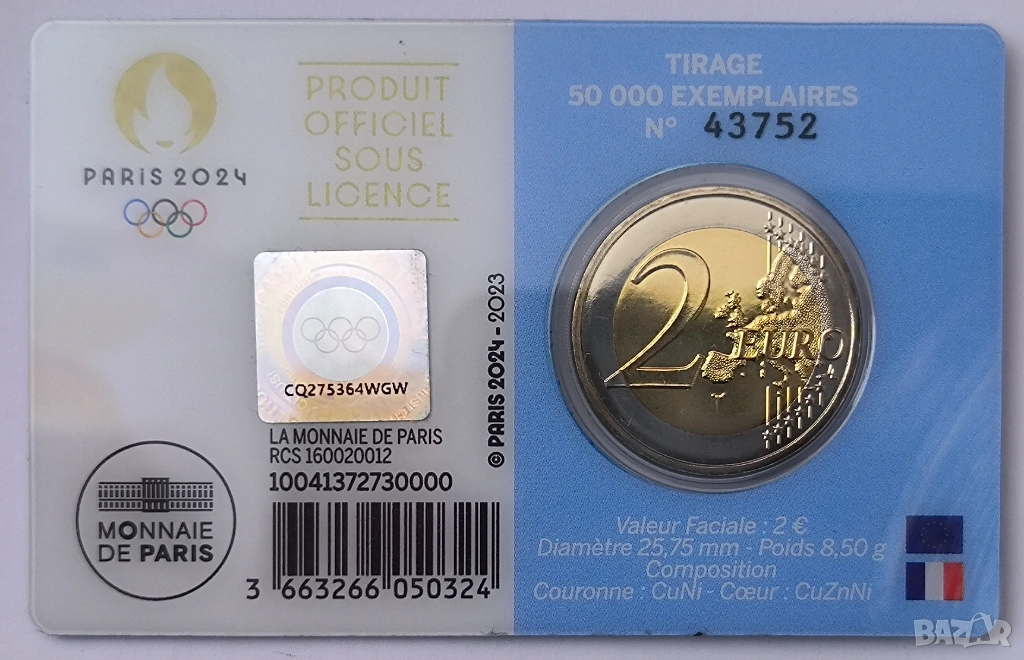 PARIS 2024
PRODUIT
OFFICIEL
SOUS
LICENCE
CQ275364WGW
LA MONNAIE DE PARIS
RCS 160020012
10041372730000
3 663266 050324
MONNAIE
DE PARIS
© PARIS 2024 - 2023
TIRAGE
50 000 EXEMPLAIRES
N° 43752
2 EURO
Valeur Faciale : 2 €
Diamètre 25,75 mm - Poids 8,50 g
Composition
Couronne : CuNi - Cœur : CuZnNi
BAZAR